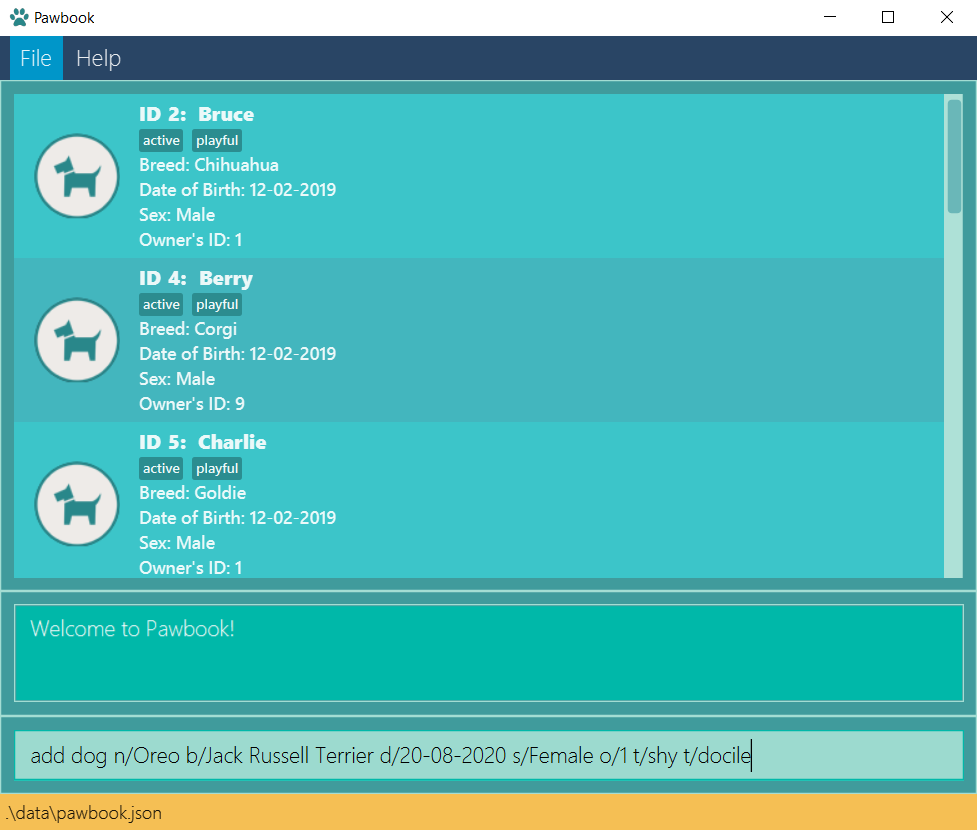 Pawbook
File Help
ID 2: Bruce
active playful
Breed: Chihuahua
Date of Birth: 12-02-2019
Sex: Male
Owner's ID: 1
ID 4: Berry
active playful
Breed: Corgi
Date of Birth: 12-02-2019
Sex: Male
Owner's ID: 9
ID 5: Charlie
active playful
Breed: Goldie
Date of Birth: 12-02-2019
Sex: Male
Owner's ID: 1
Welcome to Pawbook!
add dog n/Oreo b/Jack Russell Terrier d/20-08-2020 s/Female o/1 t/shy t/docile
.\data\pawbook.json